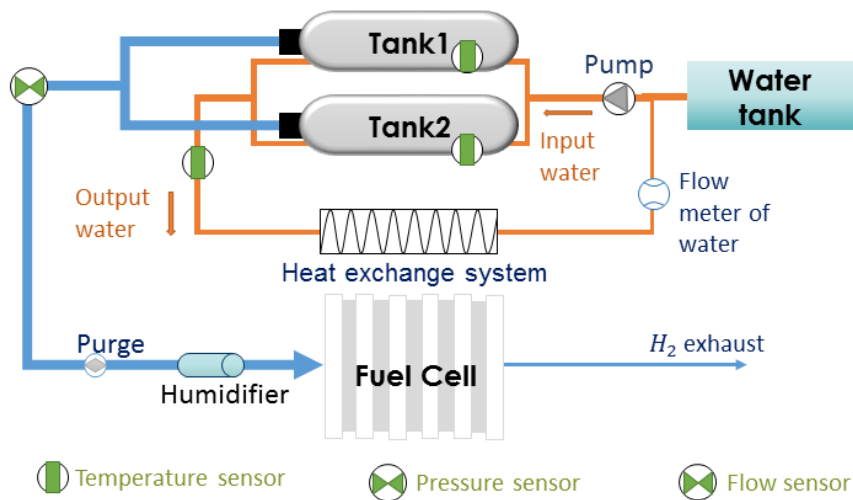 Tank1
Pump
Water
tank
Tank2
Input
water
Output
water
Flow
meter of
water
Heat exchange system
Purge
H₂ exhaust
Fuel Cell
Humidifier
Temperature sensor
Pressure sensor
Flow sensor